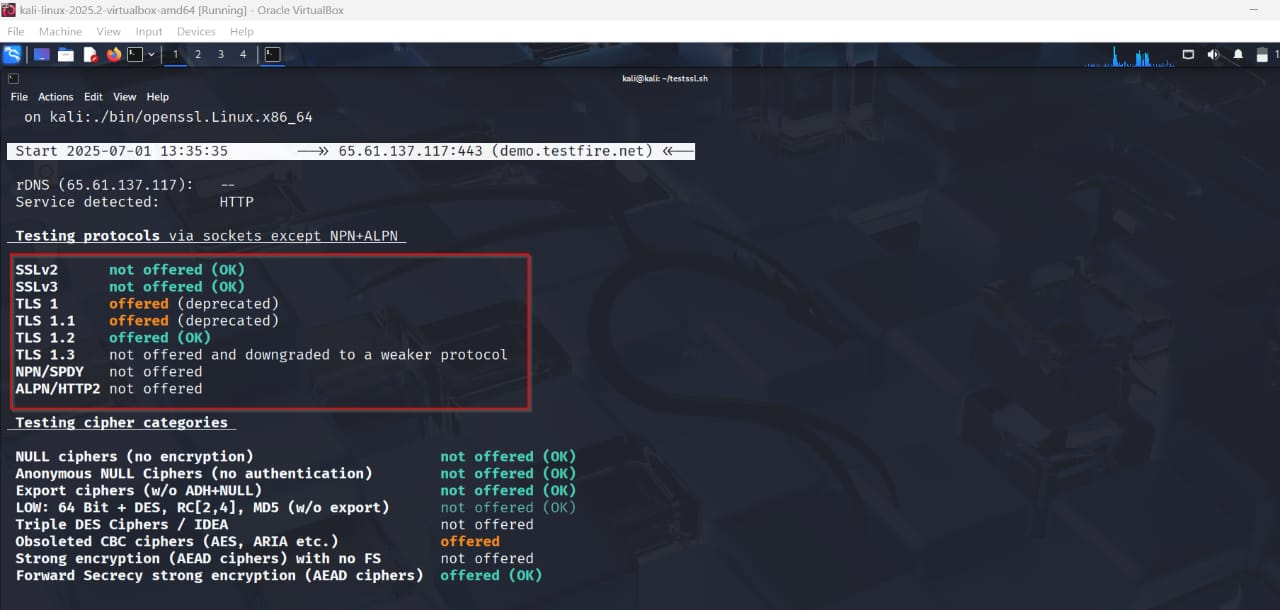 kali-linux-2025.2-virtualbox-amd64 [Running] - Oracle VirtualBox
File Machine View Input Devices Help
1 2 3 4
kali@kali: ~/testssl.sh
File Actions Edit View Help
on kali:./bin/openssl.Linux.x86_64
Start 2025-07-01 13:35:35 -->> 65.61.137.117:443 (demo.testfire.net) <<--
rDNS (65.61.137.117): --
Service detected: HTTP
Testing protocols via sockets except NPN+ALPN
SSLv2 not offered (OK)
SSLv3 not offered (OK)
TLS 1 offered (deprecated)
TLS 1.1 offered (deprecated)
TLS 1.2 offered (OK)
TLS 1.3 not offered and downgraded to a weaker protocol
NPN/SPDY not offered
ALPN/HTTP2 not offered
Testing cipher categories
NULL ciphers (no encryption) not offered (OK)
Anonymous NULL Ciphers (no authentication) not offered (OK)
Export ciphers (w/o ADH+NULL) not offered (OK)
LOW: 64 Bit + DES, RC[2,4], MD5 (w/o export) not offered (OK)
Triple DES Ciphers / IDEA not offered
Obsoleted CBC ciphers (AES, ARIA etc.) offered
Strong encryption (AEAD ciphers) with no FS not offered
Forward Secrecy strong encryption (AEAD ciphers) offered (OK)